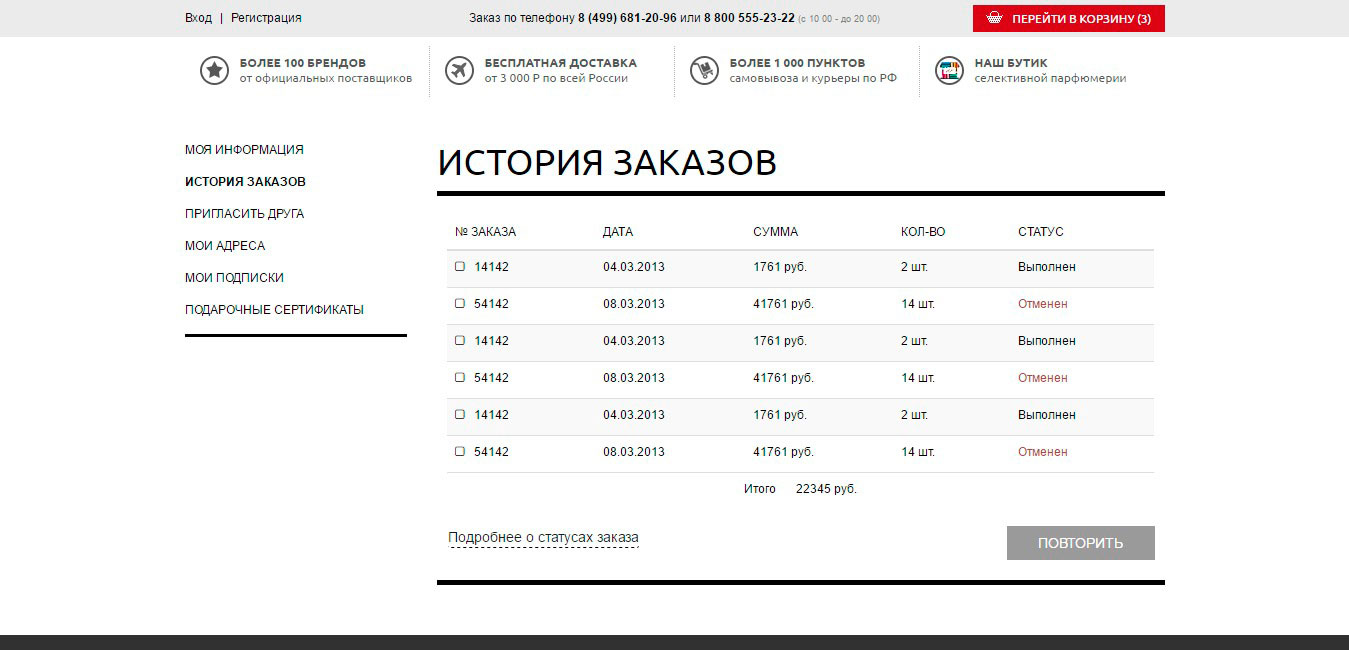 Вход | Регистрация
Заказ по телефону 8 (499) 681-20-96 или 8 800 555-23-22 (с 10 00 - до 20 00)
ПЕРЕЙТИ В КОРЗИНУ (3)
БОЛЕЕ 100 БРЕНДОВ
от официальных поставщиков
БЕСПЛАТНАЯ ДОСТАВКА
от 3 000 Р по всей России
БОЛЕЕ 1 000 ПУНКТОВ
самовывоза и курьеры по РФ
НАШ БУТИК
селективной парфюмерии
МОЯ ИНФОРМАЦИЯ
ИСТОРИЯ ЗАКАЗОВ
ПРИГЛАСИТЬ ДРУГА
МОИ АДРЕСА
МОИ ПОДПИСКИ
ПОДАРОЧНЫЕ СЕРТИФИКАТЫ
ИСТОРИЯ ЗАКАЗОВ
№ ЗАКАЗА ДАТА СУММА КОЛ-ВО СТАТУС
14142 04.03.2013 1761 руб. 2 шт. Выполнен
54142 08.03.2013 41761 руб. 14 шт. Отменен
14142 04.03.2013 1761 руб. 2 шт. Выполнен
54142 08.03.2013 41761 руб. 14 шт. Отменен
14142 04.03.2013 1761 руб. 2 шт. Выполнен
54142 08.03.2013 41761 руб. 14 шт. Отменен
Итого 22345 руб.
Подробнее о статусах заказа
ПОВТОРИТЬ